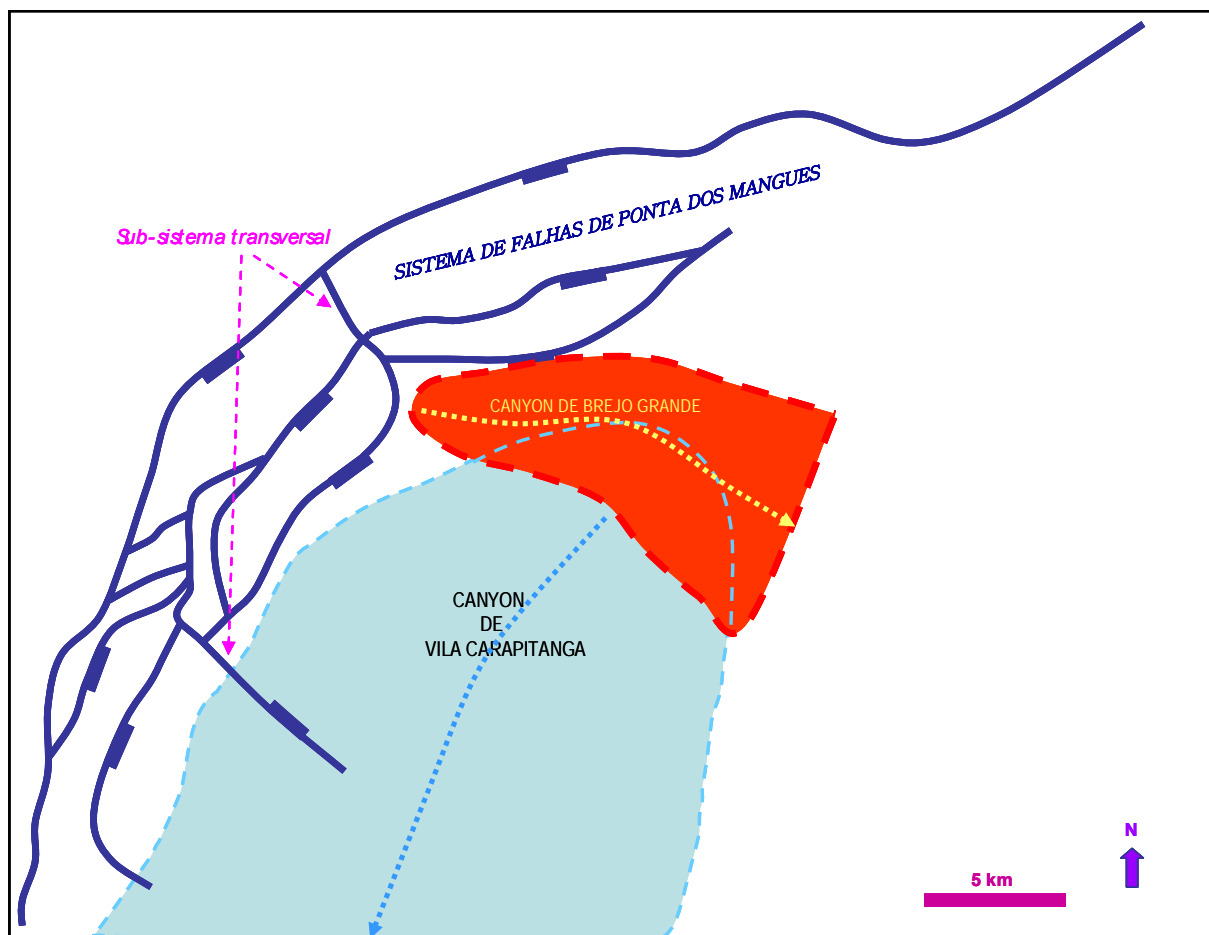 SISTEMA DE FALHAS DE PONTA DOS MANGUES
Sub-sistema transversal
CANYON DE BREJO GRANDE
CANYON
DE
VILA CARAPITANGA
N
5 km